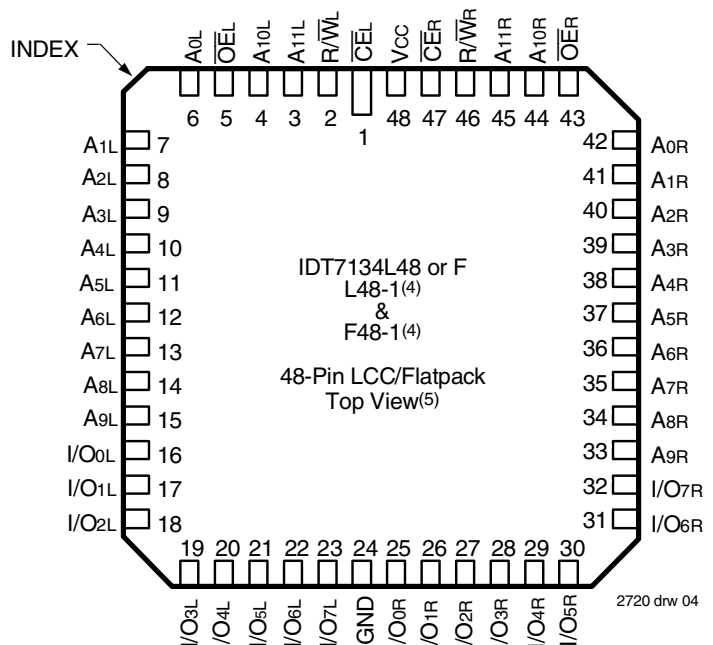 INDEX
A0L
OEL
A10L
A11L
R/WL
CEL
VCC
CER
R/WR
A11R
A10R
OER
6
5
4
3
2
1
48
47
46
45
44
43
A1L
7
A2L
8
A3L
9
A4L
10
A5L
11
A6L
12
A7L
13
A8L
14
A9L
15
I/O0L
16
I/O1L
17
I/O2L
18
IDT7134L48 or F
L48-1(4)
&
F48-1(4)
48-Pin LCC/Flatpack
Top View(5)
42
A0R
41
A1R
40
A2R
39
A3R
38
A4R
37
A5R
36
A6R
35
A7R
34
A8R
33
A9R
32
I/O7R
31
I/O6R
19
20
21
22
23
24
25
26
27
28
29
30
I/O3L
I/O4L
I/O5L
I/O6L
I/O7L
GND
I/O0R
I/O1R
I/O2R
I/O3R
I/O4R
I/O5R
2720 drw 04